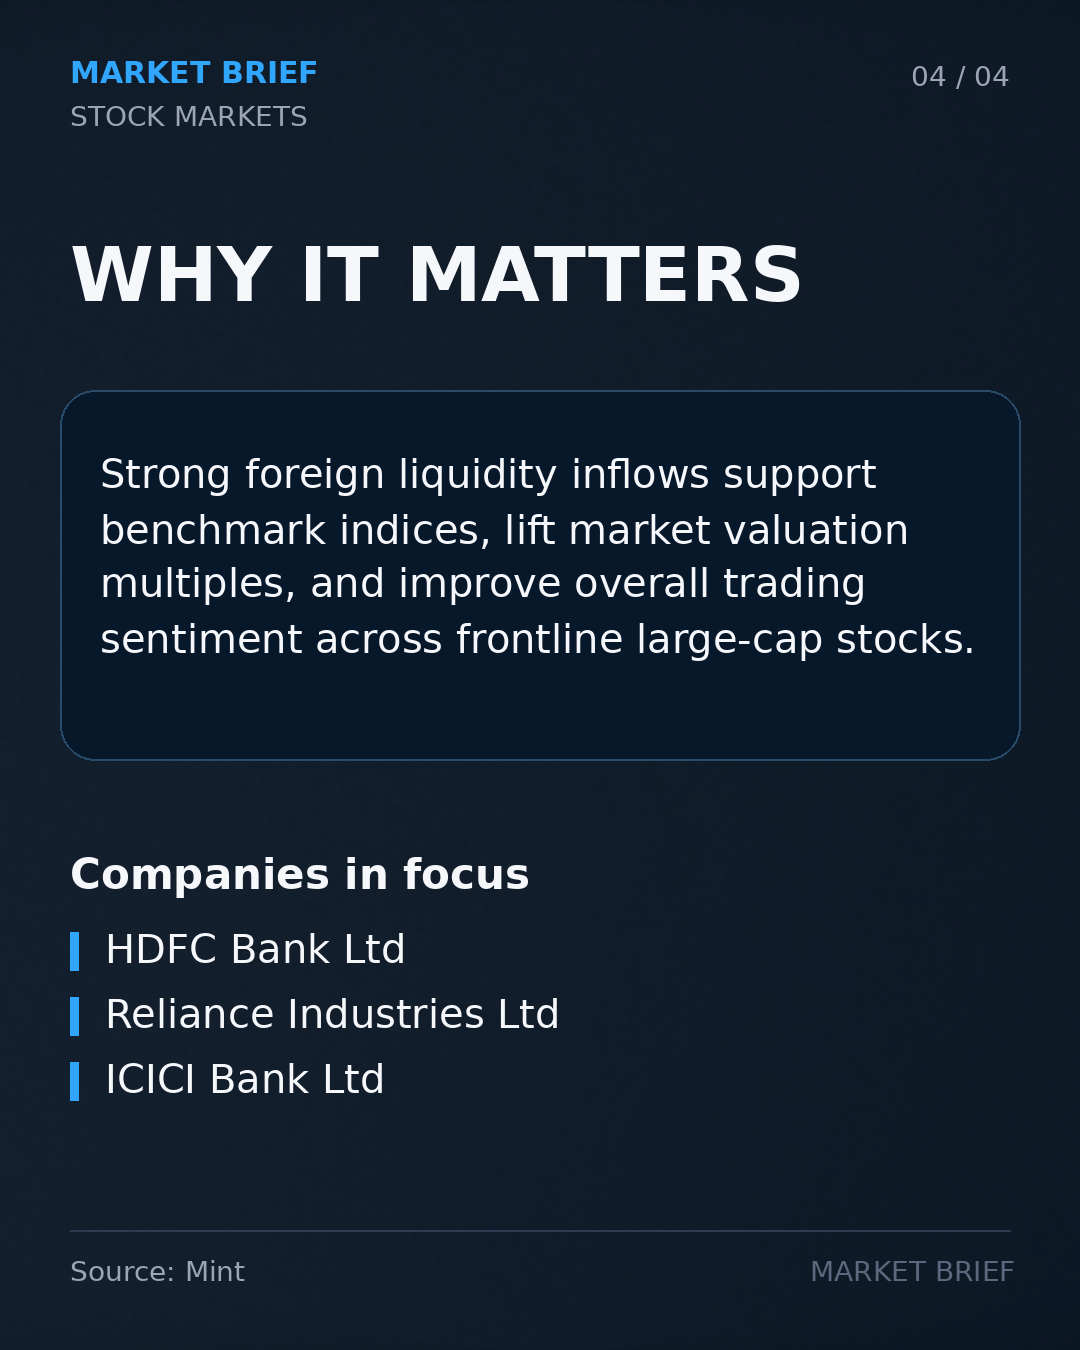 MARKET BRIEF
04 / 04
STOCK MARKETS
WHY IT MATTERS
Strong foreign liquidity inflows support
benchmark indices, lift market valuation
multiples, and improve overall trading
sentiment across frontline large-cap stocks.
Companies in focus
HDFC Bank Ltd
Reliance Industries Ltd
ICICI Bank Ltd
Source: Mint
MARKET BRIEF